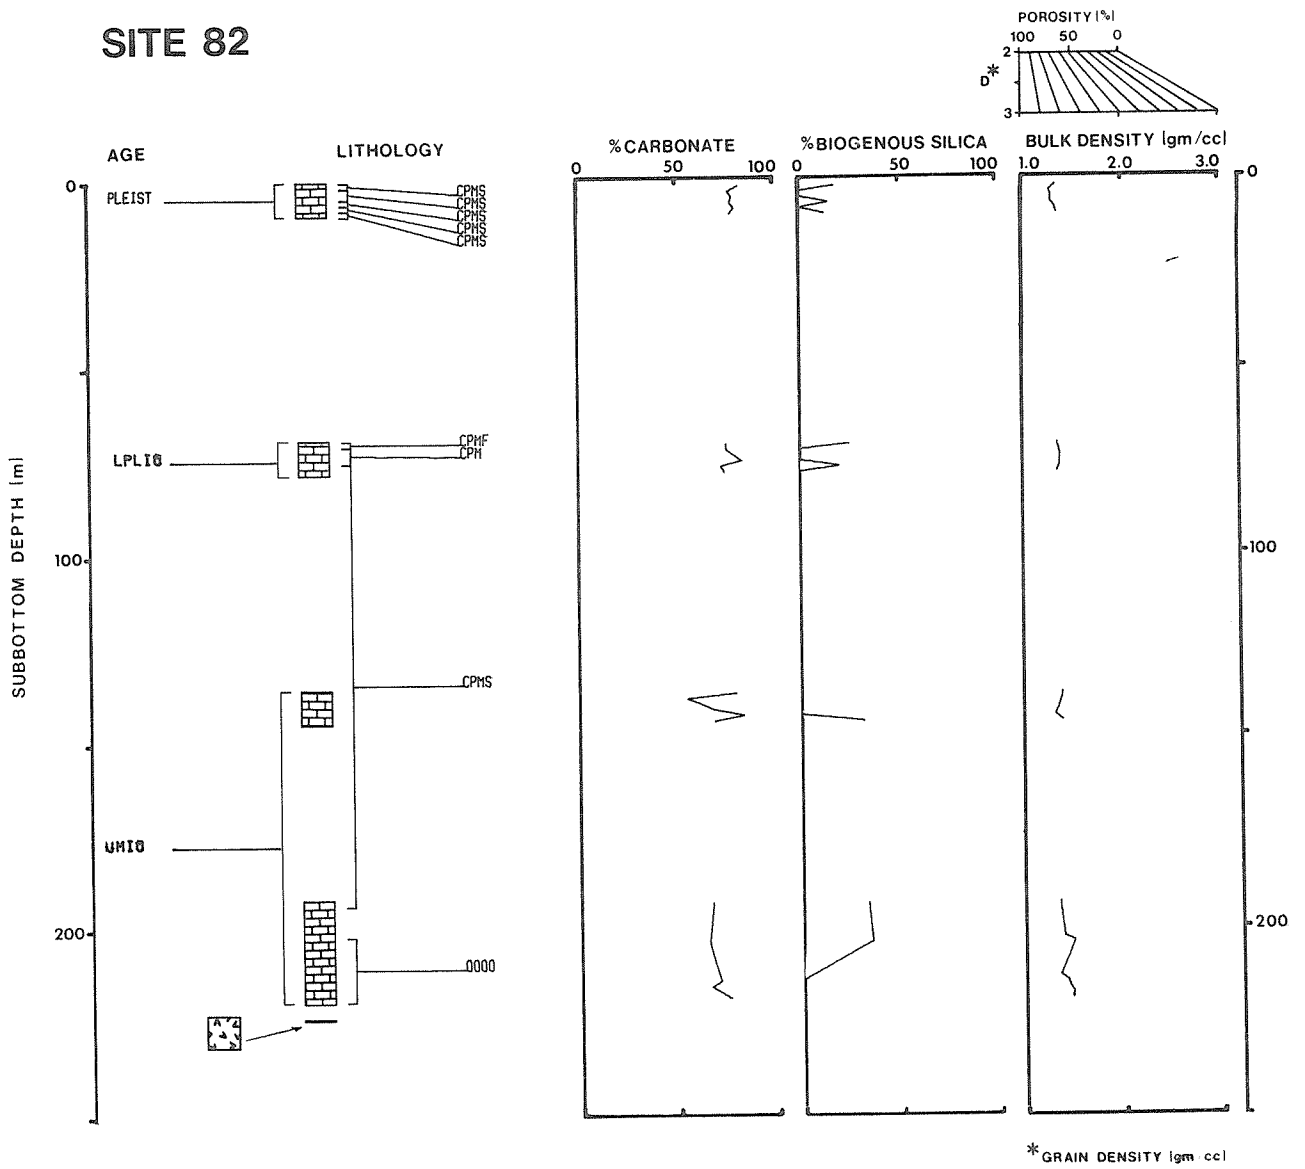 SITE 82
POROSITY (%)
100 50 0
2
D*
3
AGE
LITHOLOGY
%CARBONATE
%BIOGENOUS SILICA
BULK DENSITY (gm/cc)
0 50 100
0 50 100
1.0 2.0 3.0
0
0
PLEIST
CPMS
CPMS
CPMS
CPMS
CPMS
LPLIO
CPMF
CPM
SUBBOTTOM DEPTH (m)
100
100
CPMS
UMIO
200
200
OOOO
*GRAIN DENSITY (gm cc)